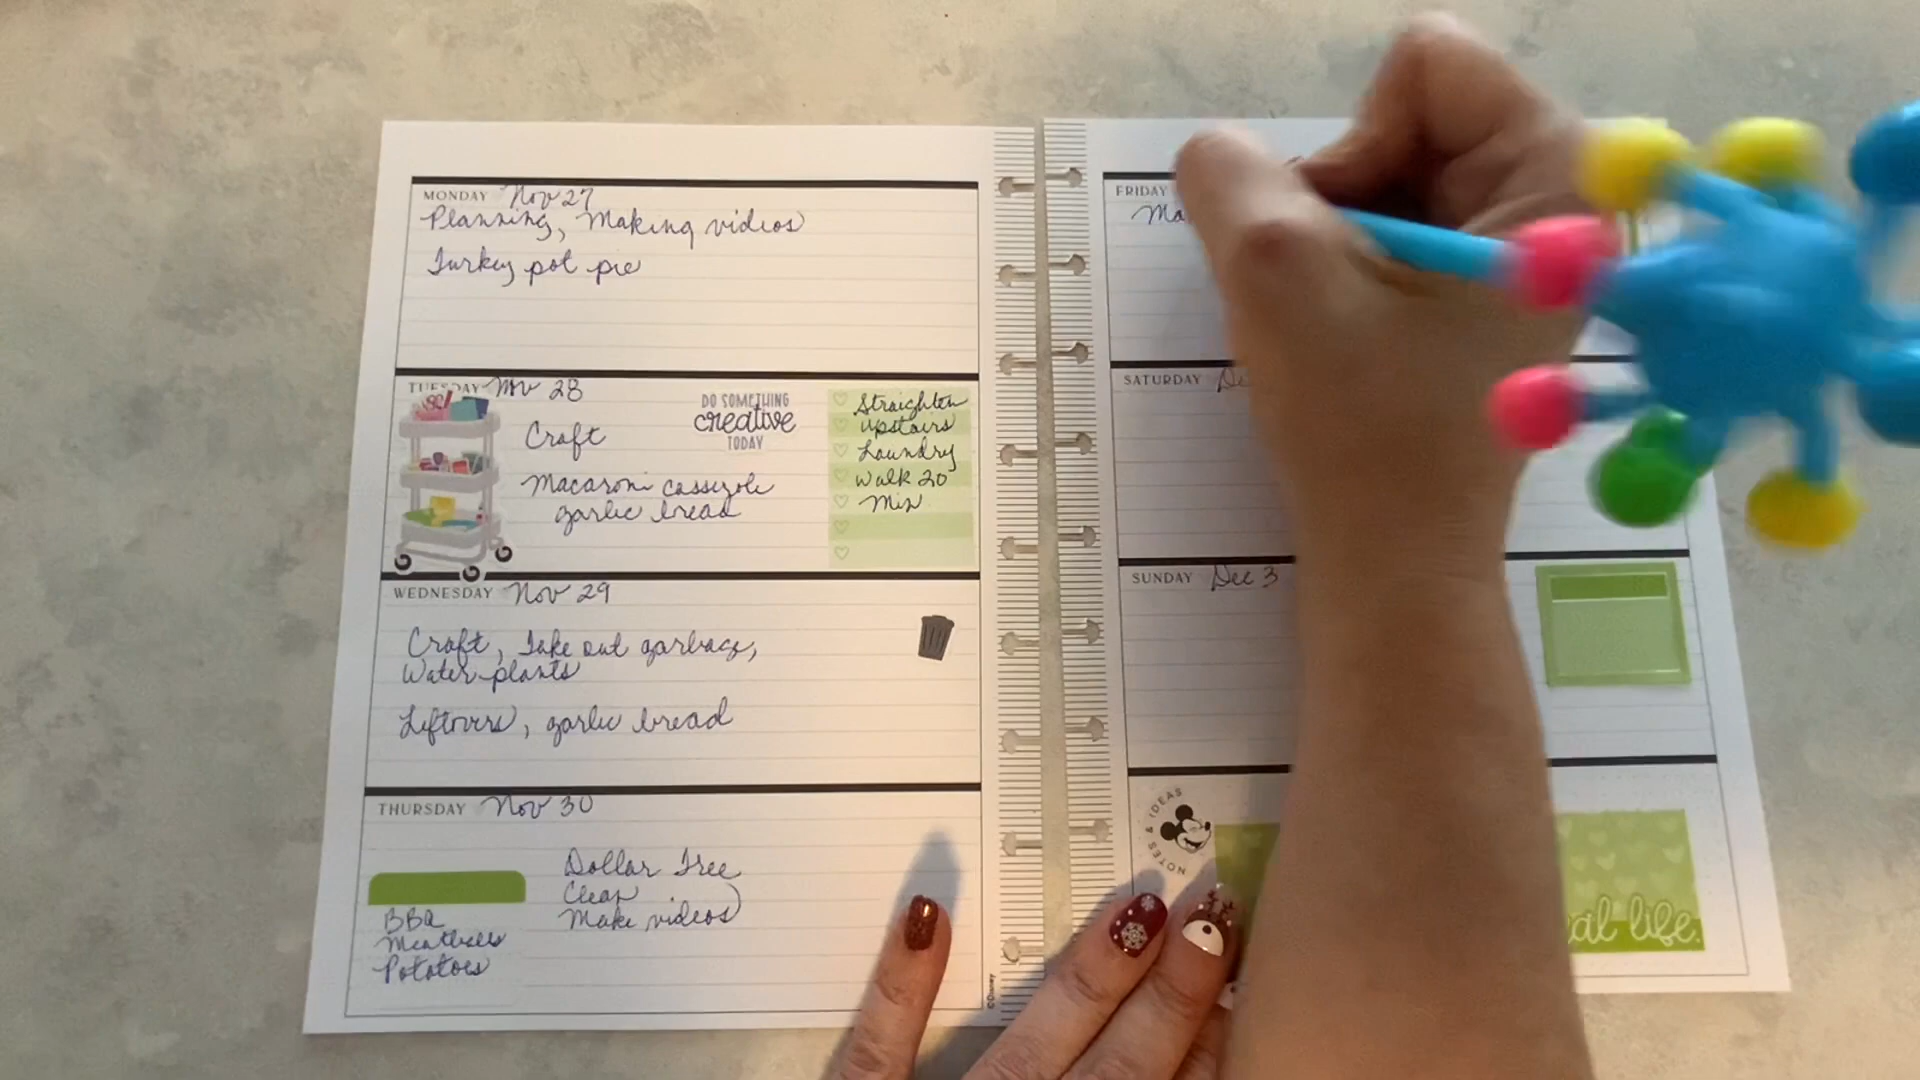 MONDAY Nov 27
Planning, Making videos
Turkey pot pie
TUESDAY Nov 28
Craft
Macaroni casserole
garlic bread
DO SOMETHING
creative
TODAY
Straighten
upstairs
Laundry
Walk 20
Min
WEDNESDAY Nov 29
Craft, Take out garbage,
Water plants
Leftovers, garlic bread
THURSDAY Nov 30
BBQ
Meatballs
Potatoes
Dollar Tree
Clean
Make videos
©Disney
FRIDAY
SATURDAY
SUNDAY Dec 3
NOTES & IDEAS
life.